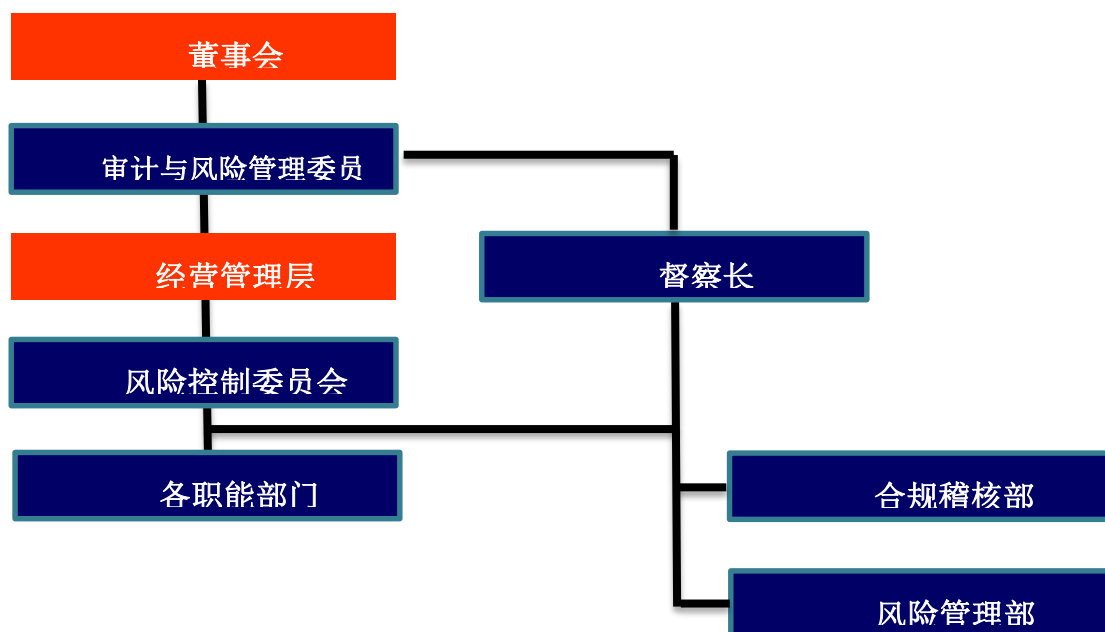 董事会
审计与风险管理委员
经营管理层
督察长
风险控制委员会
各职能部门
合规稽核部
风险管理部